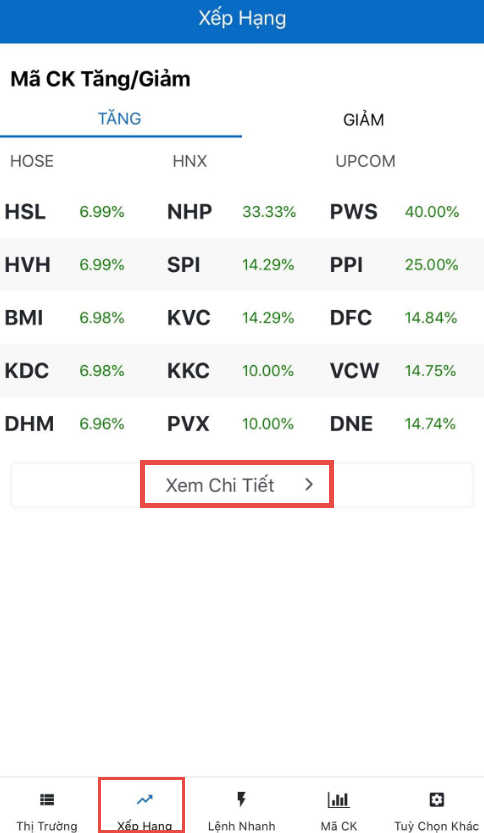 Xếp Hạng
Mã CK Tăng/Giảm
TĂNG GIẢM
HOSE HNX UPCOM
HSL 6.99% NHP 33.33% PWS 40.00%
HVH 6.99% SPI 14.29% PPI 25.00%
BMI 6.98% KVC 14.29% DFC 14.84%
KDC 6.98% KKC 10.00% VCW 14.75%
DHM 6.96% PVX 10.00% DNE 14.74%
Xem Chi Tiết
Thị Trường Xếp Hạng Lệnh Nhanh Mã CK Tuỳ Chọn Khác